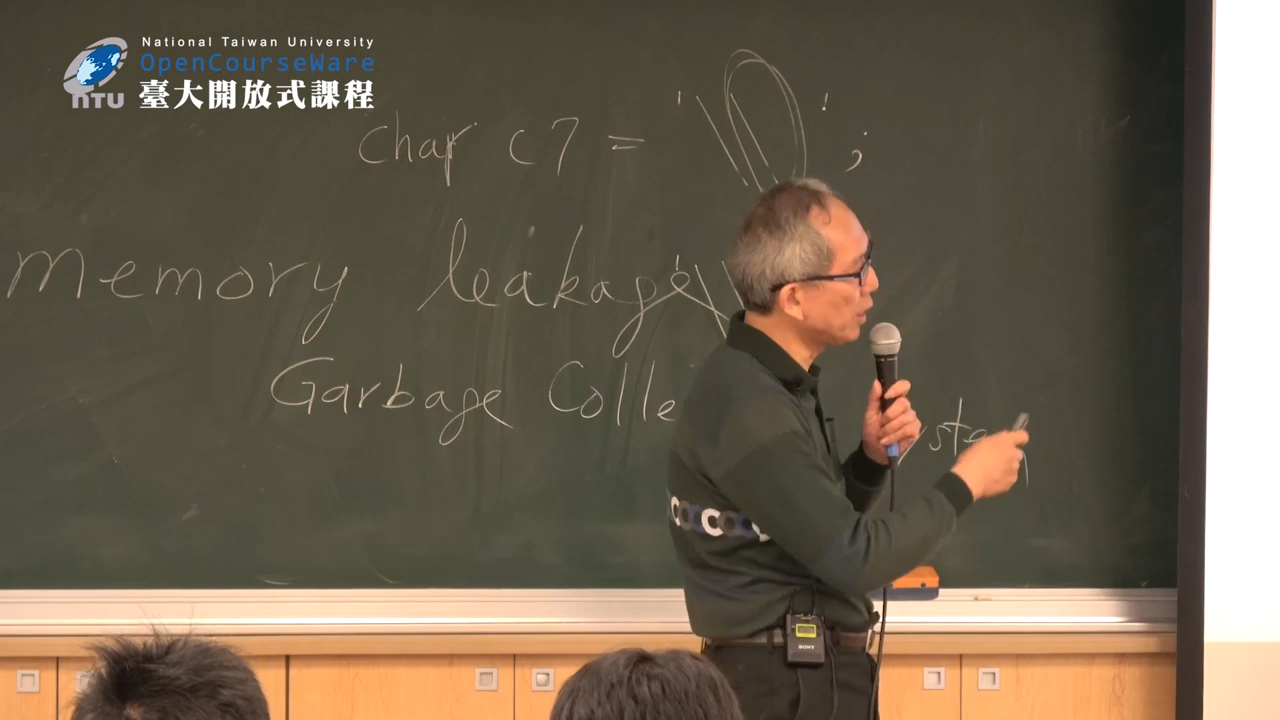 National Taiwan University
OpenCourseWare
臺大開放式課程
NTU
char c7 = '\\0';
memory leakage
Garbage Colle
SONY